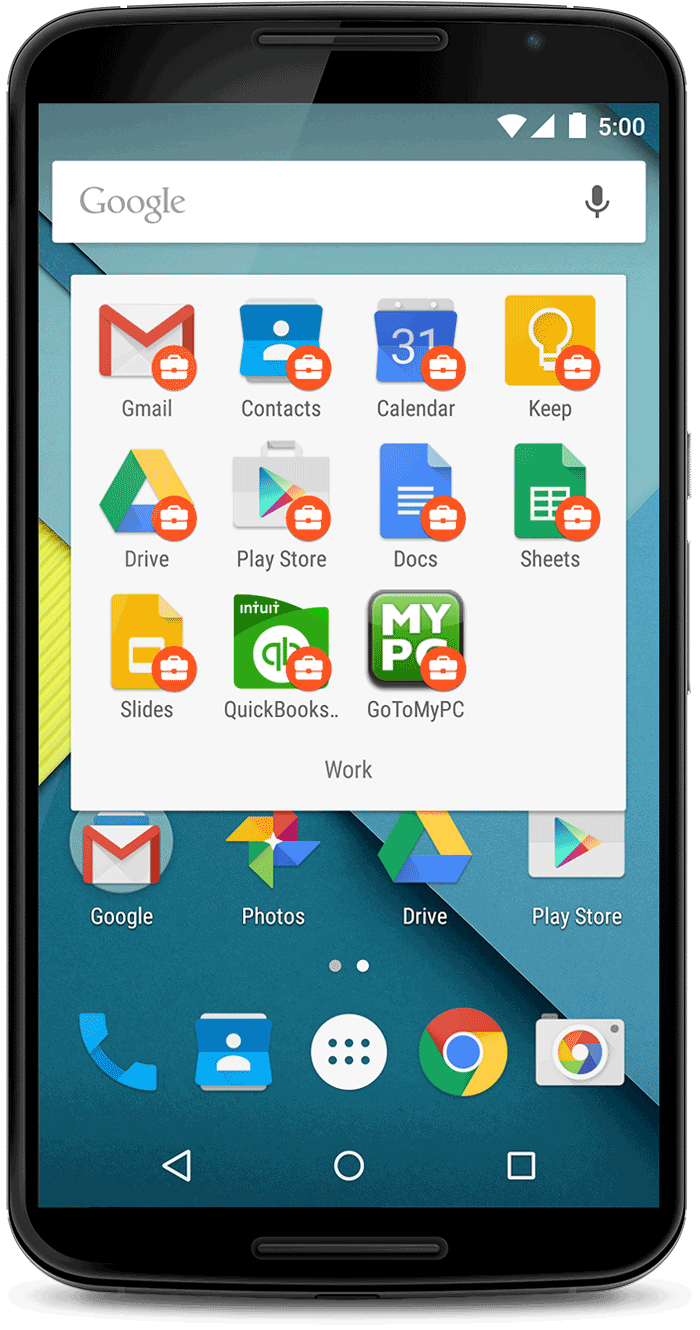 5:00
Google
31
Gmail
Contacts
Calendar
Keep
Drive
Play Store
Docs
Sheets
INTUIT
qb
MY
PC
Slides
QuickBooks..
GoToMyPC
Work
Google
Photos
Drive
Play Store